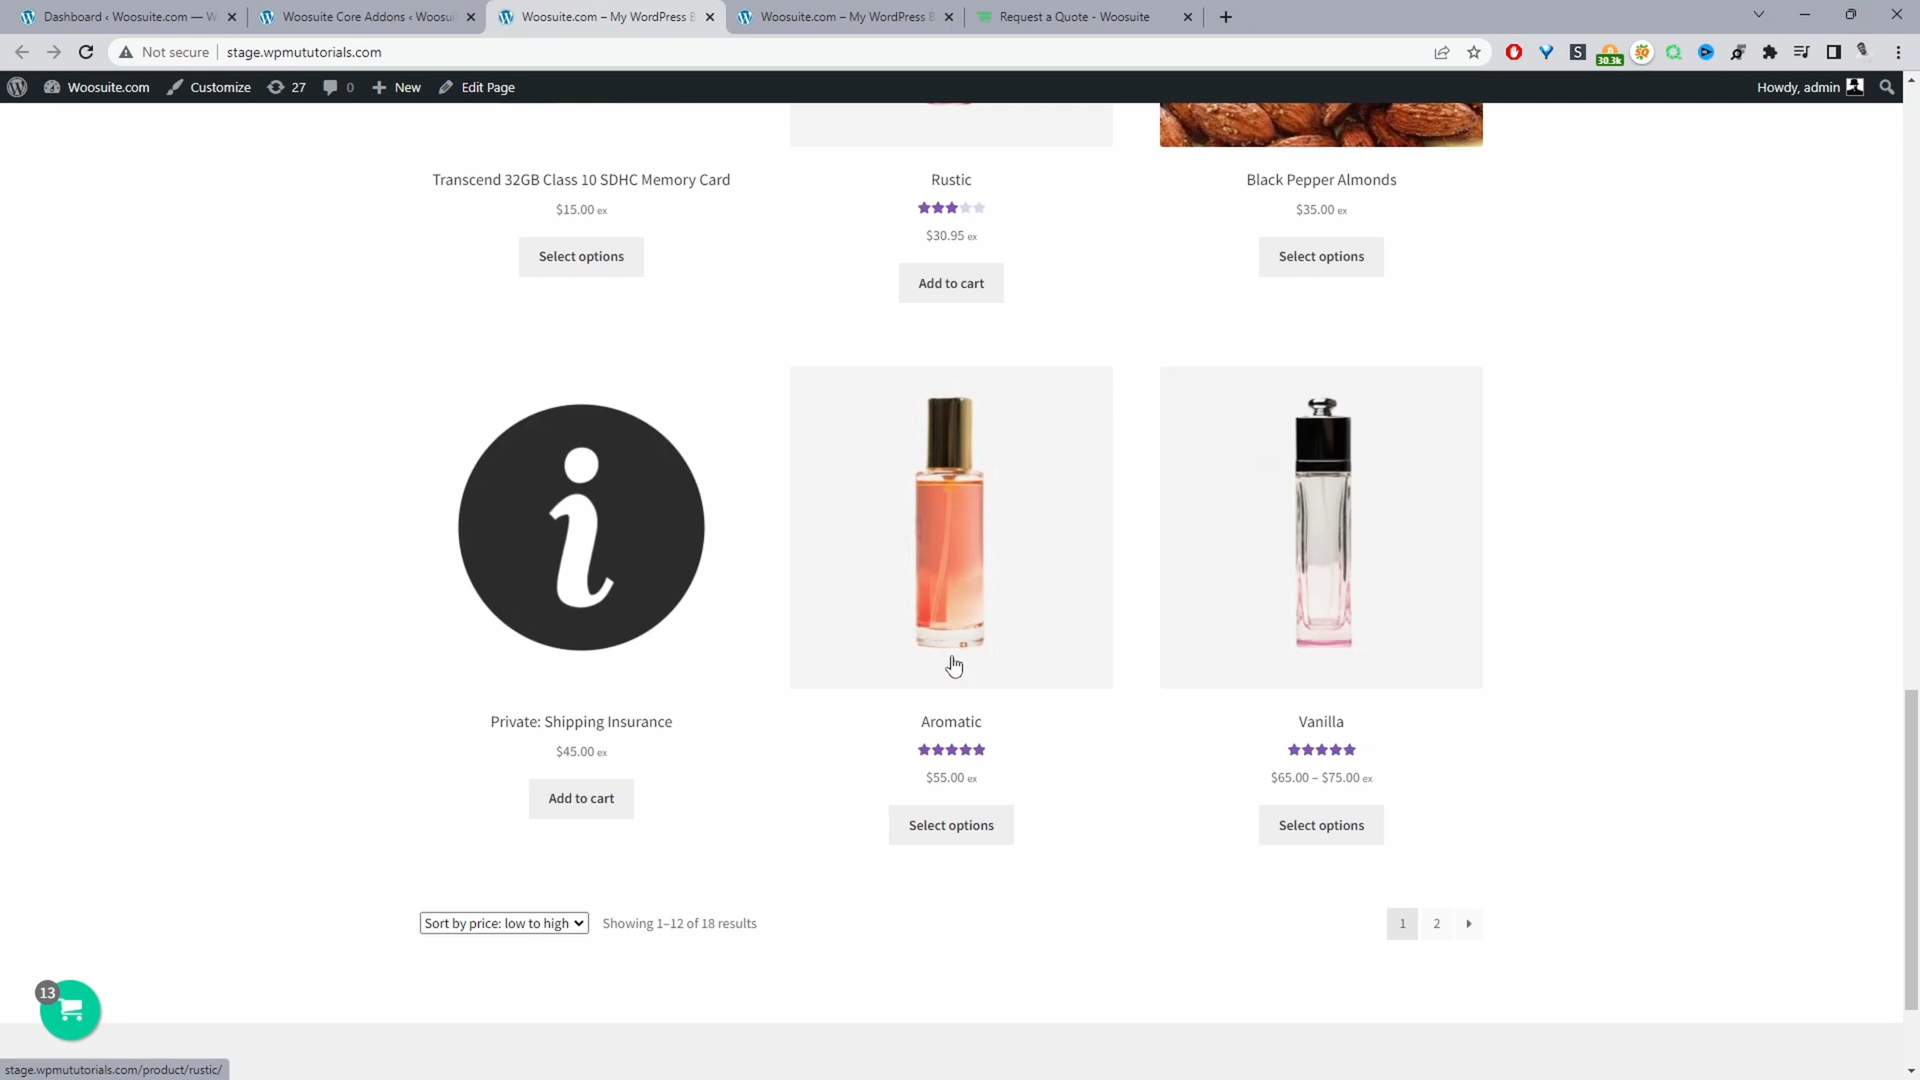 Dashboard ‹ Woosuite.com — W
Woosuite Core Addons ‹ Woosui
Woosuite.com – My WordPress B
Woosuite.com – My WordPress B
Request a Quote - Woosuite
Not secure
stage.wpmututorials.com
30.3k
Woosuite.com
Customize
27
0
New
Edit Page
Howdy, admin
Transcend 32GB Class 10 SDHC Memory Card
$15.00 ex
Select options
Rustic
$30.95 ex
Add to cart
Black Pepper Almonds
$35.00 ex
Select options
Private: Shipping Insurance
$45.00 ex
Add to cart
Aromatic
$55.00 ex
Select options
Vanilla
$65.00 – $75.00 ex
Select options
Sort by price: low to high
Showing 1–12 of 18 results
1
2
13
stage.wpmututorials.com/product/rustic/